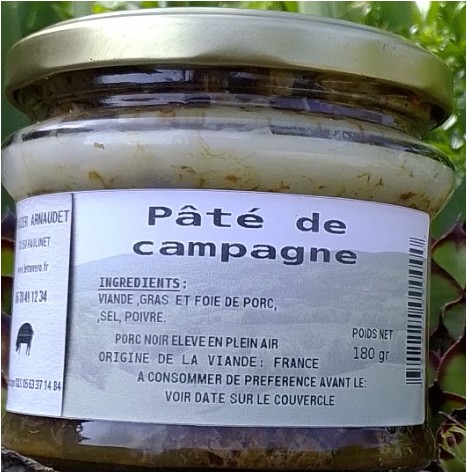 ARNAUDET
PAULINET
Pâté de
campagne
INGREDIENTS:
VIANDE ,GRAS ET FOIE DE PORC,
,SEL, POIVRE.
PORC NOIR ELEVE EN PLEIN AIR
ORIGINE DE LA VIANDE: FRANCE
A CONSOMMER DE PREFERENCE AVANT LE:
VOIR DATE SUR LE COUVERCLE
POIDS NET
180 gr